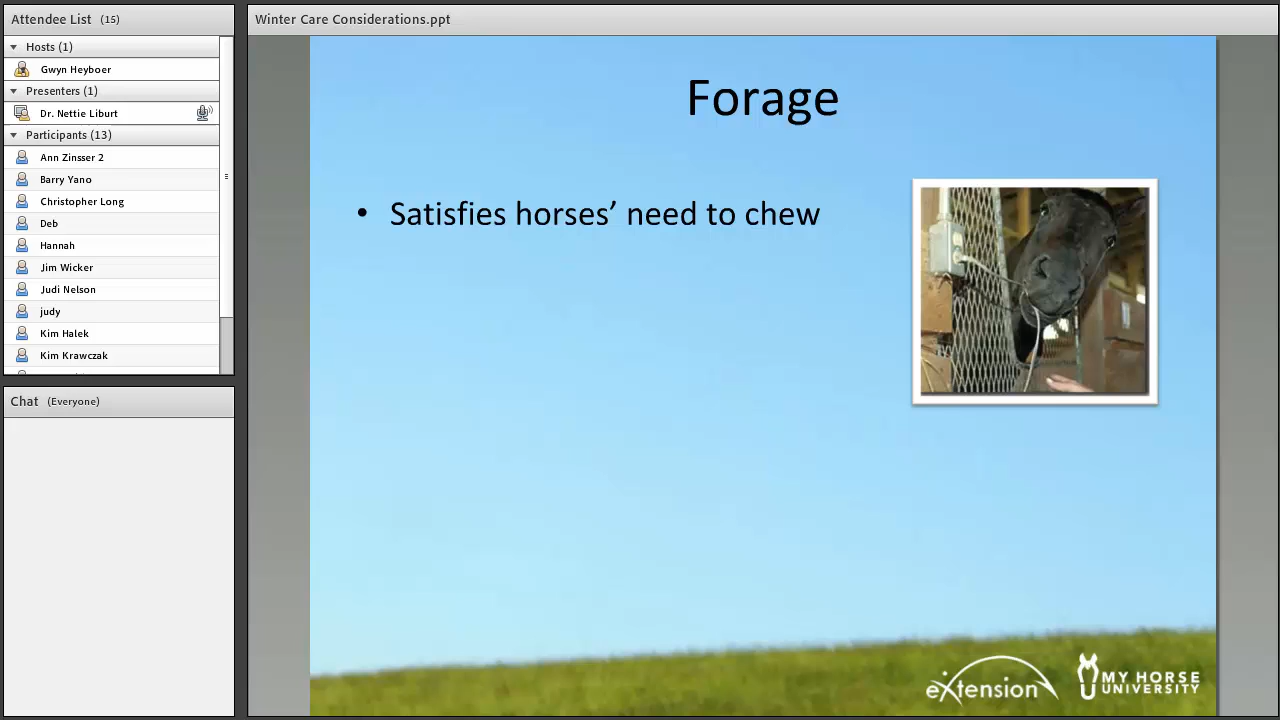 Attendee List (15)
Hosts (1)
Gwyn Heyboer
Presenters (1)
Dr. Nettie Liburt
Participants (13)
Ann Zinsser 2
Barry Yano
Christopher Long
Deb
Hannah
Jim Wicker
Judi Nelson
judy
Kim Halek
Kim Krawczak
Chat (Everyone)
Winter Care Considerations.ppt
Forage
• Satisfies horses’ need to chew
eXtension
MY HORSE
UNIVERSITY